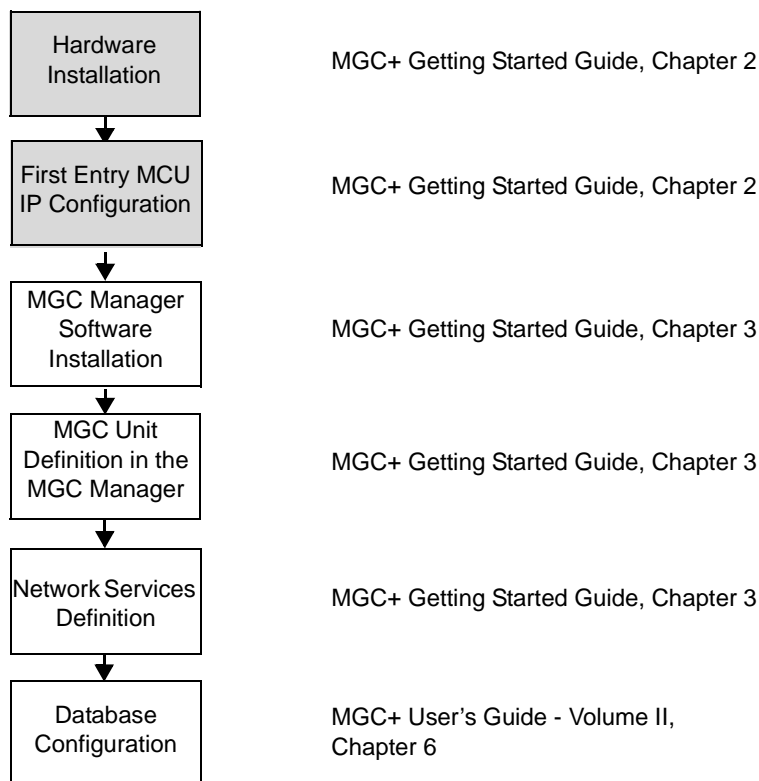 Hardware
Installation
MGC+ Getting Started Guide, Chapter 2
First Entry MCU
IP Configuration
MGC+ Getting Started Guide, Chapter 2
MGC Manager
Software
Installation
MGC+ Getting Started Guide, Chapter 3
MGC Unit
Definition in the
MGC Manager
MGC+ Getting Started Guide, Chapter 3
Network Services
Definition
MGC+ Getting Started Guide, Chapter 3
Database
Configuration
MGC+ User's Guide - Volume II,
Chapter 6